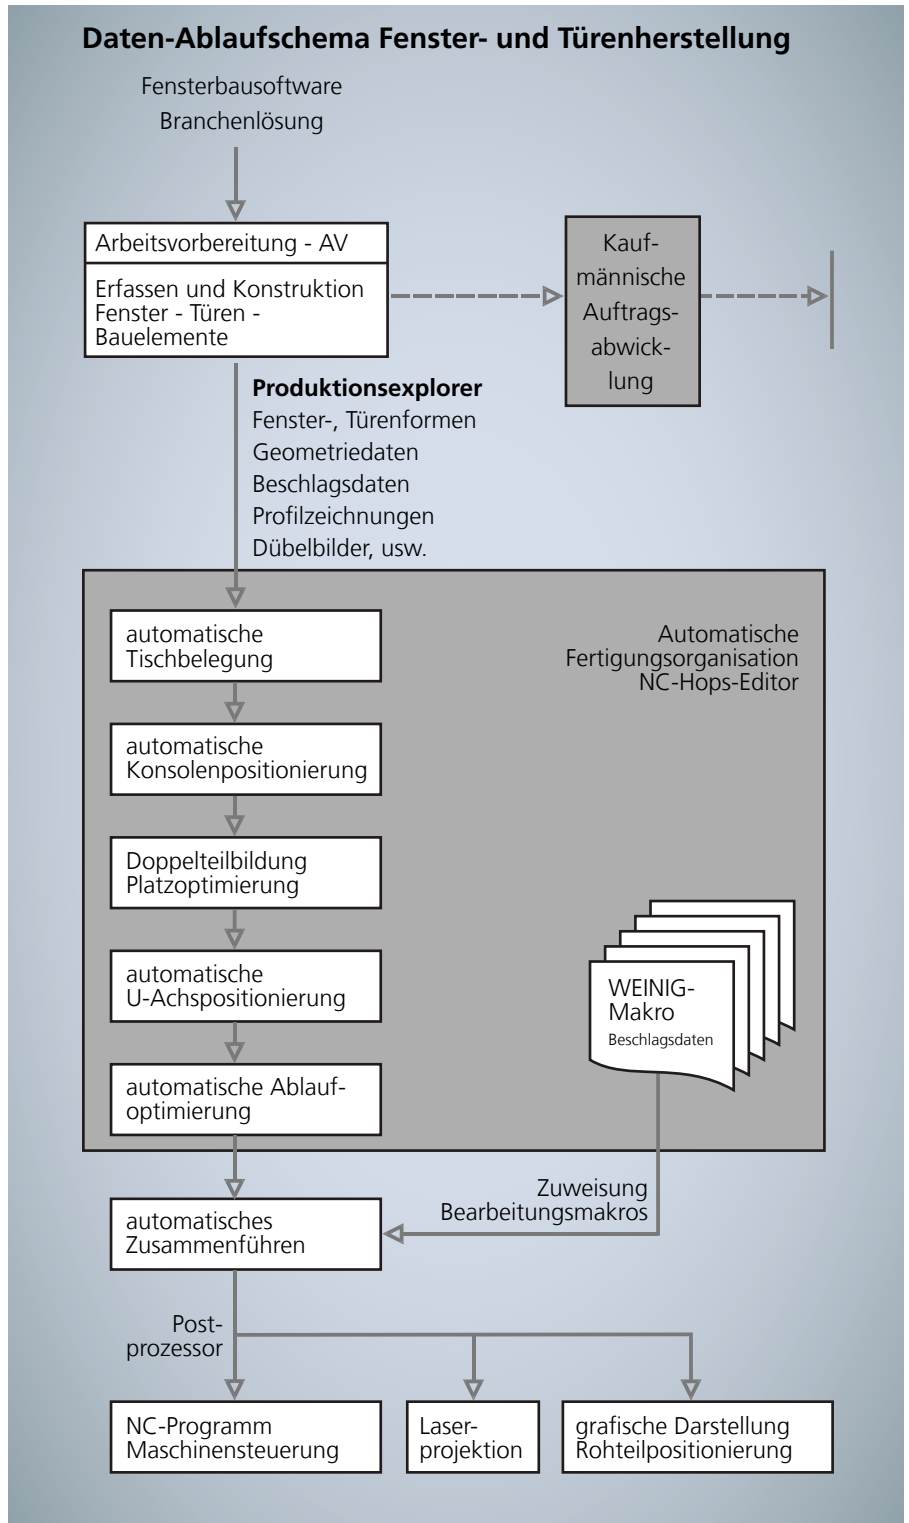 Daten-Ablaufschema Fenster- und Türenherstellung
Fensterbausoftware
Branchenlösung
Arbeitsvorbereitung - AV
Erfassen und Konstruktion
Fenster - Türen -
Bauelemente
Kauf-
männische
Auftrags-
abwick-
lung
Produktionsexplorer
Fenster-, Türenformen
Geometriedaten
Beschlagsdaten
Profilzeichnungen
Dübelbilder, usw.
Automatische
Fertigungsorganisation
NC-Hops-Editor
automatische
Tischbelegung
automatische
Konsolenpositionierung
Doppelteilbildung
Platzoptimierung
automatische
U-Achspositionierung
automatische Ablauf-
optimierung
WEINIG-
Makro
Beschlagsdaten
Zuweisung
Bearbeitungsmakros
automatisches
Zusammenführen
Post-
prozessor
NC-Programm
Maschinensteuerung
Laser-
projektion
grafische Darstellung
Rohteilpositionierung